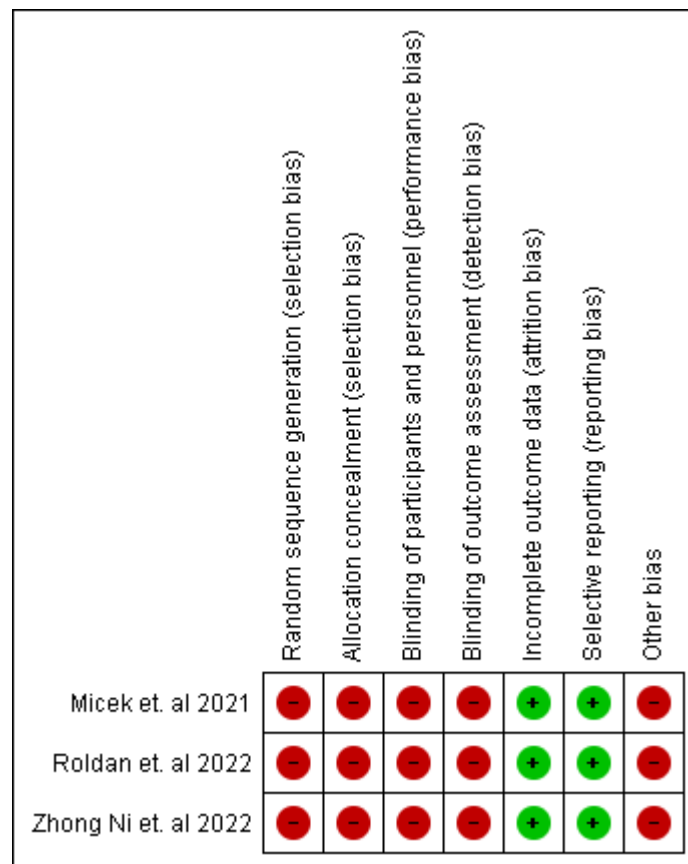 Random sequence generation (selection bias)
Allocation concealment (selection bias)
Blinding of participants and personnel (performance bias)
Blinding of outcome assessment (detection bias)
Incomplete outcome data (attrition bias)
Selective reporting (reporting bias)
Other bias
Micek et. al 2021 - - - - + + -
Roldan et. al 2022 - - - - + + -
Zhong Ni et. al 2022 - - - - + + -